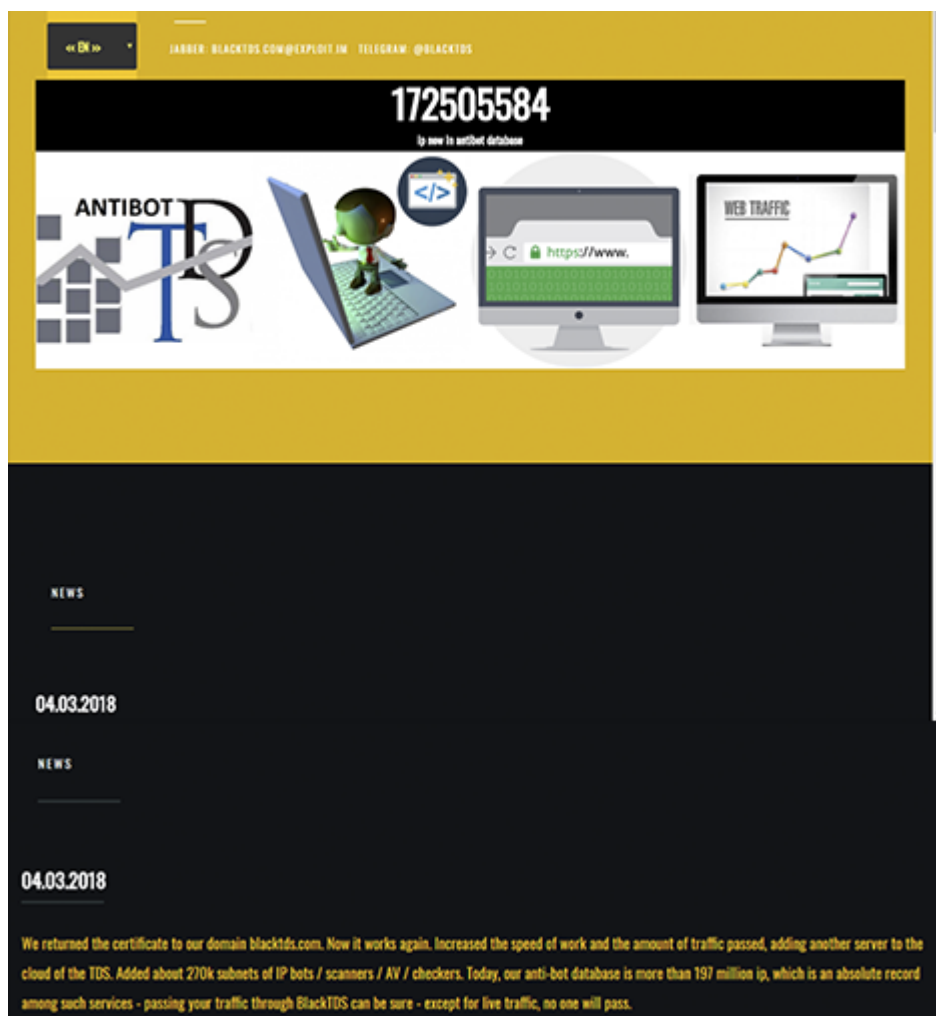 << EN >>
JABBER: BLACKTDS.COM@EXPLOIT.IM TELEGRAM: @BLACKTDS
172505584
ip now in antibot database
ANTIBOT
TDS
</>
https://www.
WEB TRAFFIC
NEWS
04.03.2018
NEWS
04.03.2018
We returned the certificate to our domain blacktds.com. Now it works again. Increased the speed of work and the amount of traffic passed, adding another server to the
cloud of the TDS. Added about 270k subnets of IP bots / scanners / AV / checkers. Today, our anti-bot database is more than 197 million ip, which is an absolute record
among such services - passing your traffic through BlackTDS can be sure - except for live traffic, no one will pass.